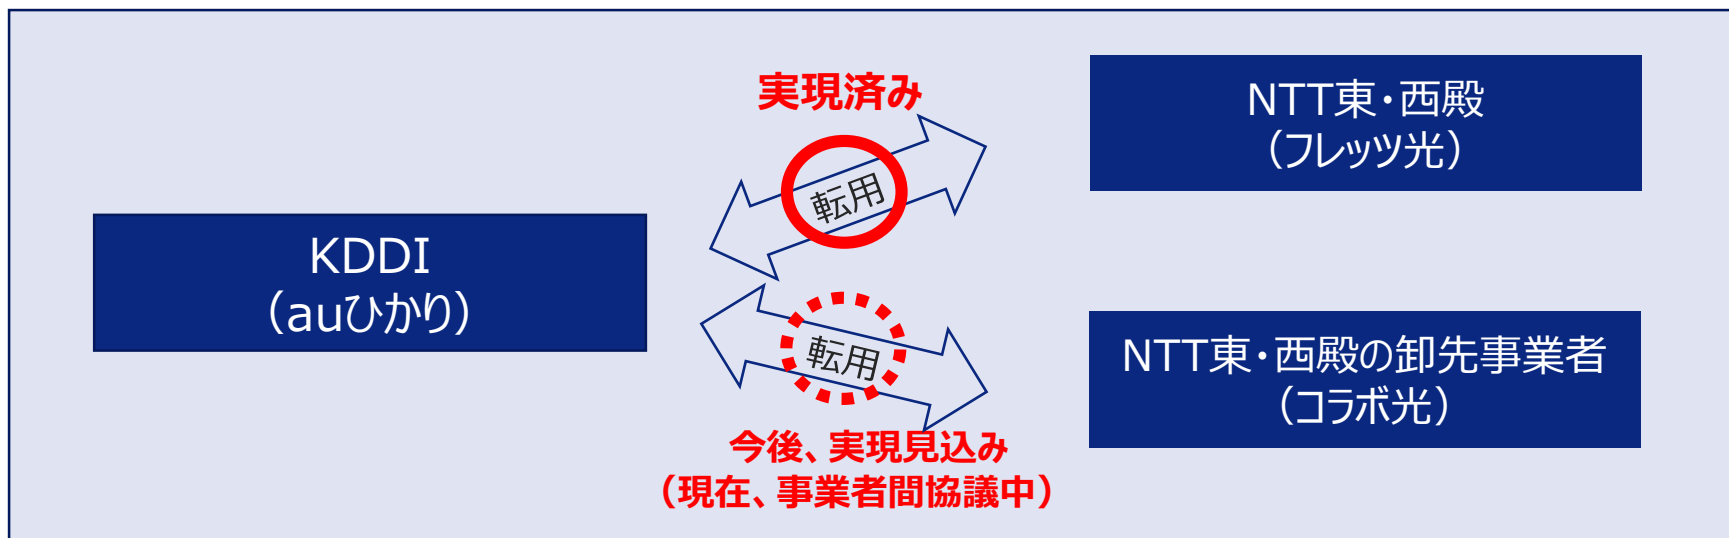 実現済み
NTT東・西殿
（フレッツ光）
転用
KDDI
（auひかり）
転用
NTT東・西殿の卸先事業者
（コラボ光）
今後、実現見込み
（現在、事業者間協議中）